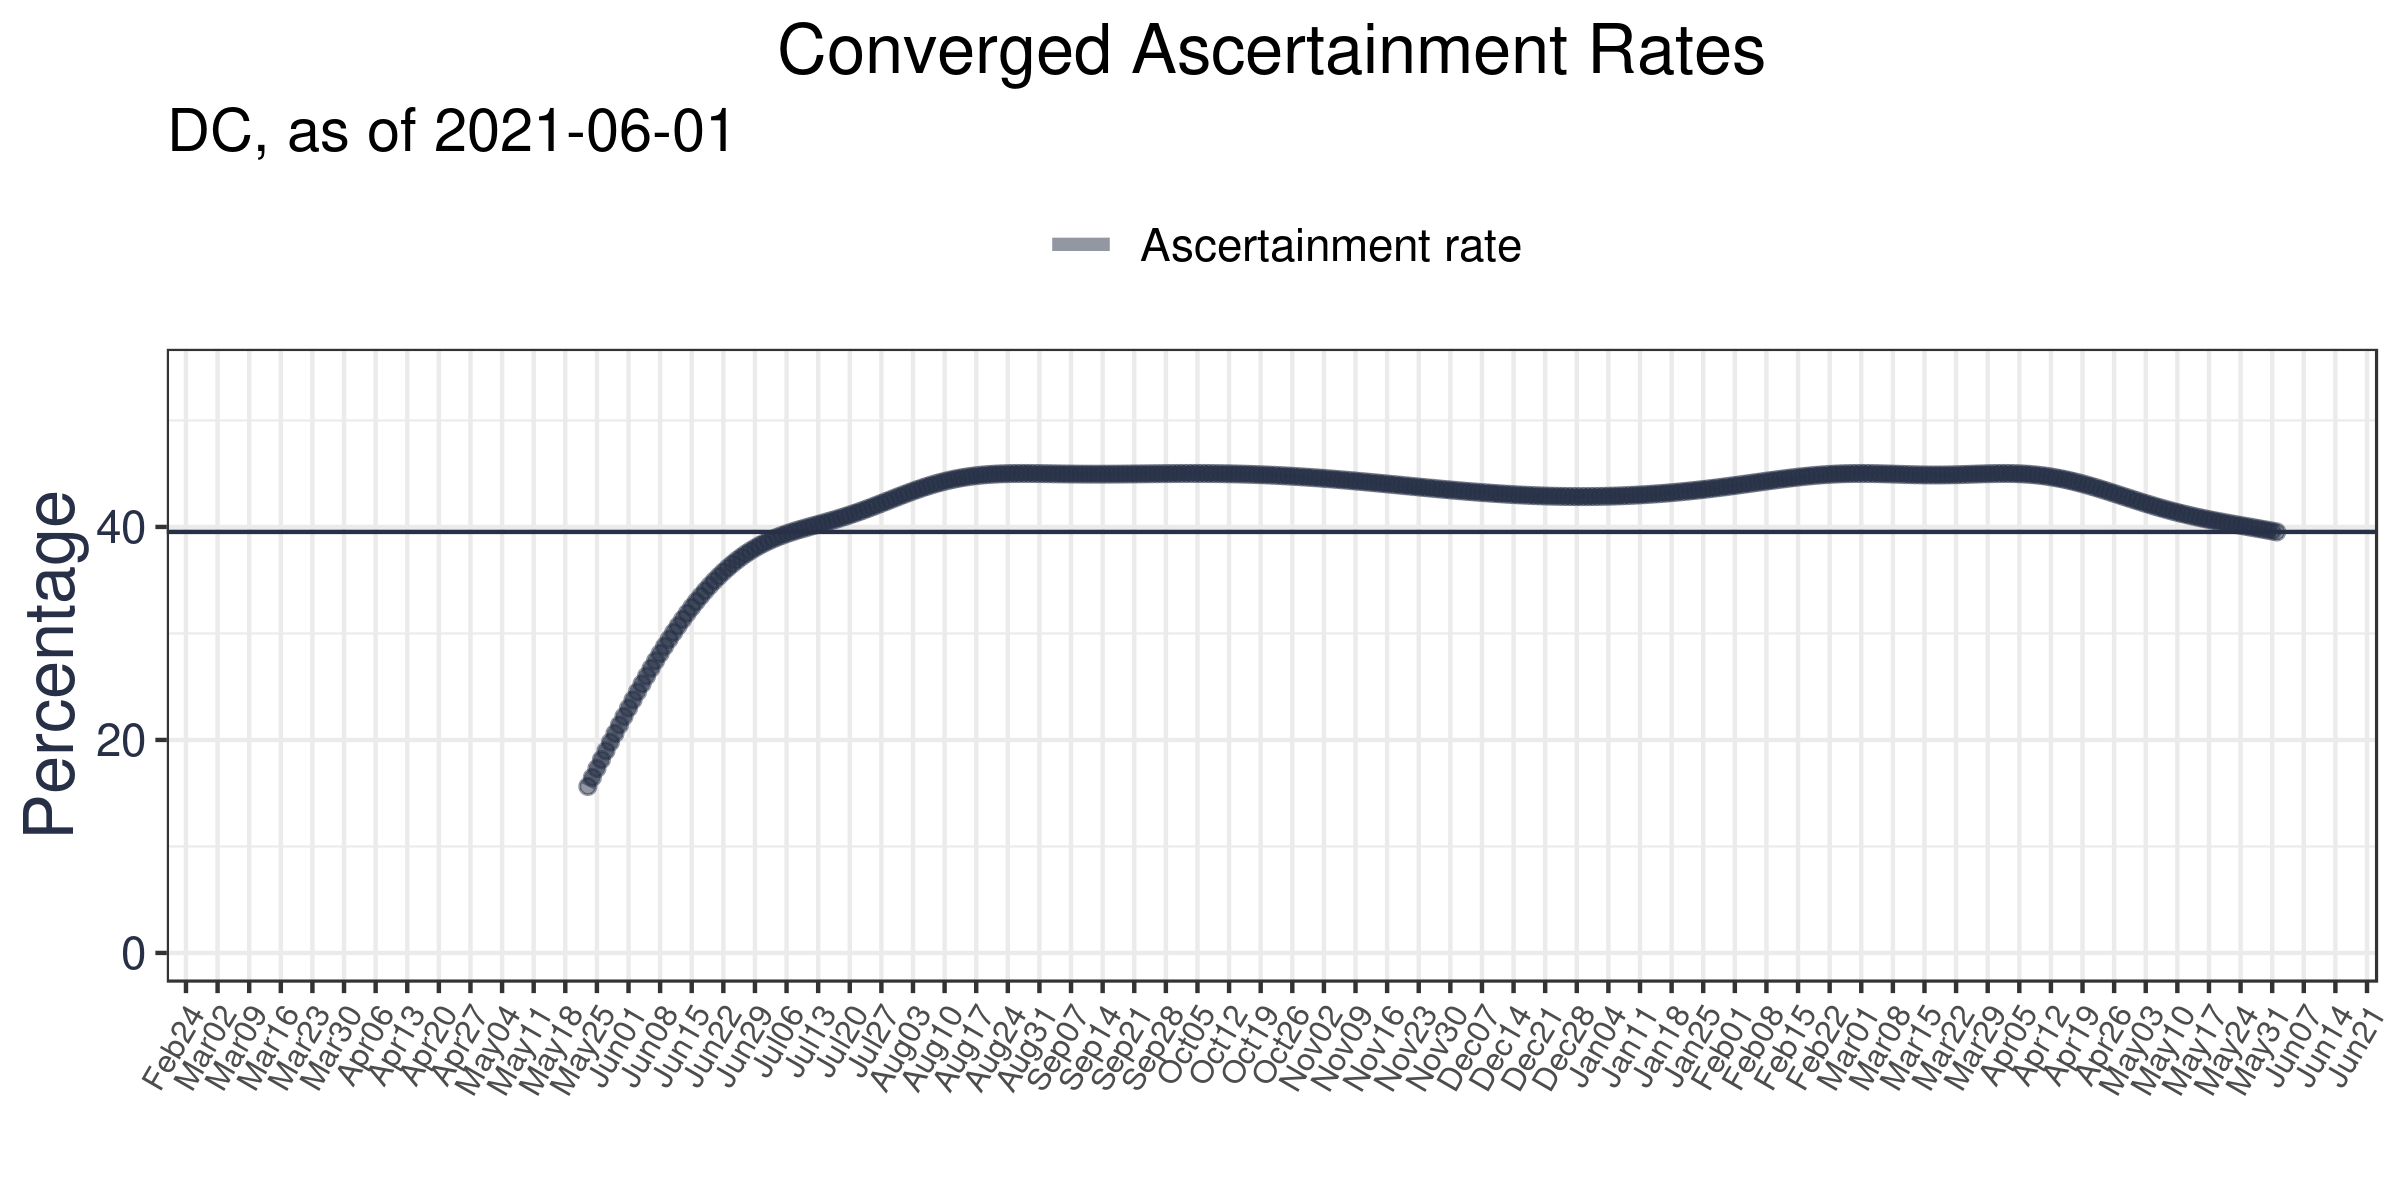 Converged Ascertainment Rates
DC, as of 2021-06-01
Ascertainment rate
Percentage
40
20
0
Feb24
Mar02
Mar09
Mar16
Mar23
Mar30
Apr06
Apr13
Apr20
Apr27
May04
May11
May18
May25
Jun01
Jun08
Jun15
Jun22
Jun29
Jul06
Jul13
Jul20
Jul27
Aug03
Aug10
Aug17
Aug24
Aug31
Sep07
Sep14
Sep21
Sep28
Oct05
Oct12
Oct19
Oct26
Nov02
Nov09
Nov16
Nov23
Nov30
Dec07
Dec14
Dec21
Dec28
Jan04
Jan11
Jan18
Jan25
Feb01
Feb08
Feb15
Feb22
Mar01
Mar08
Mar15
Mar22
Mar29
Apr05
Apr12
Apr19
Apr26
May03
May10
May17
May24
May31
Jun07
Jun14
Jun21